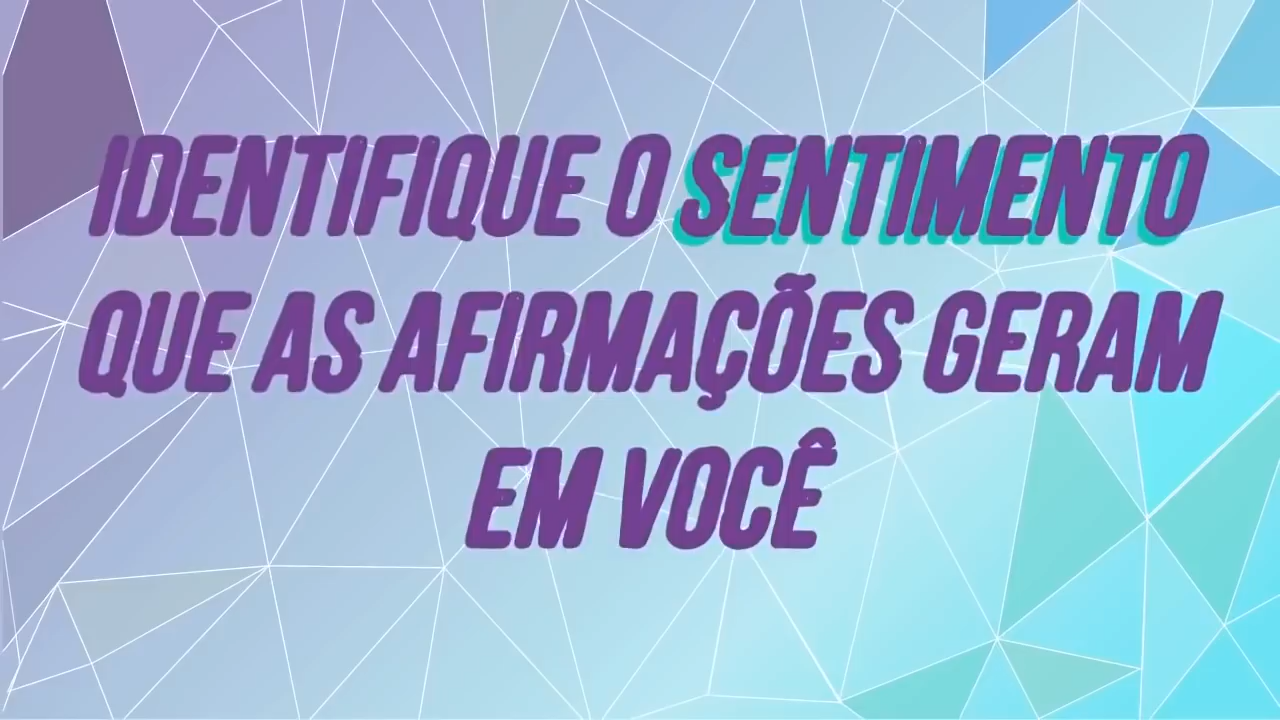 IDENTIFIQUE O SENTIMENTO
QUE AS AFIRMAÇÕES GERAM
EM VOCÊ